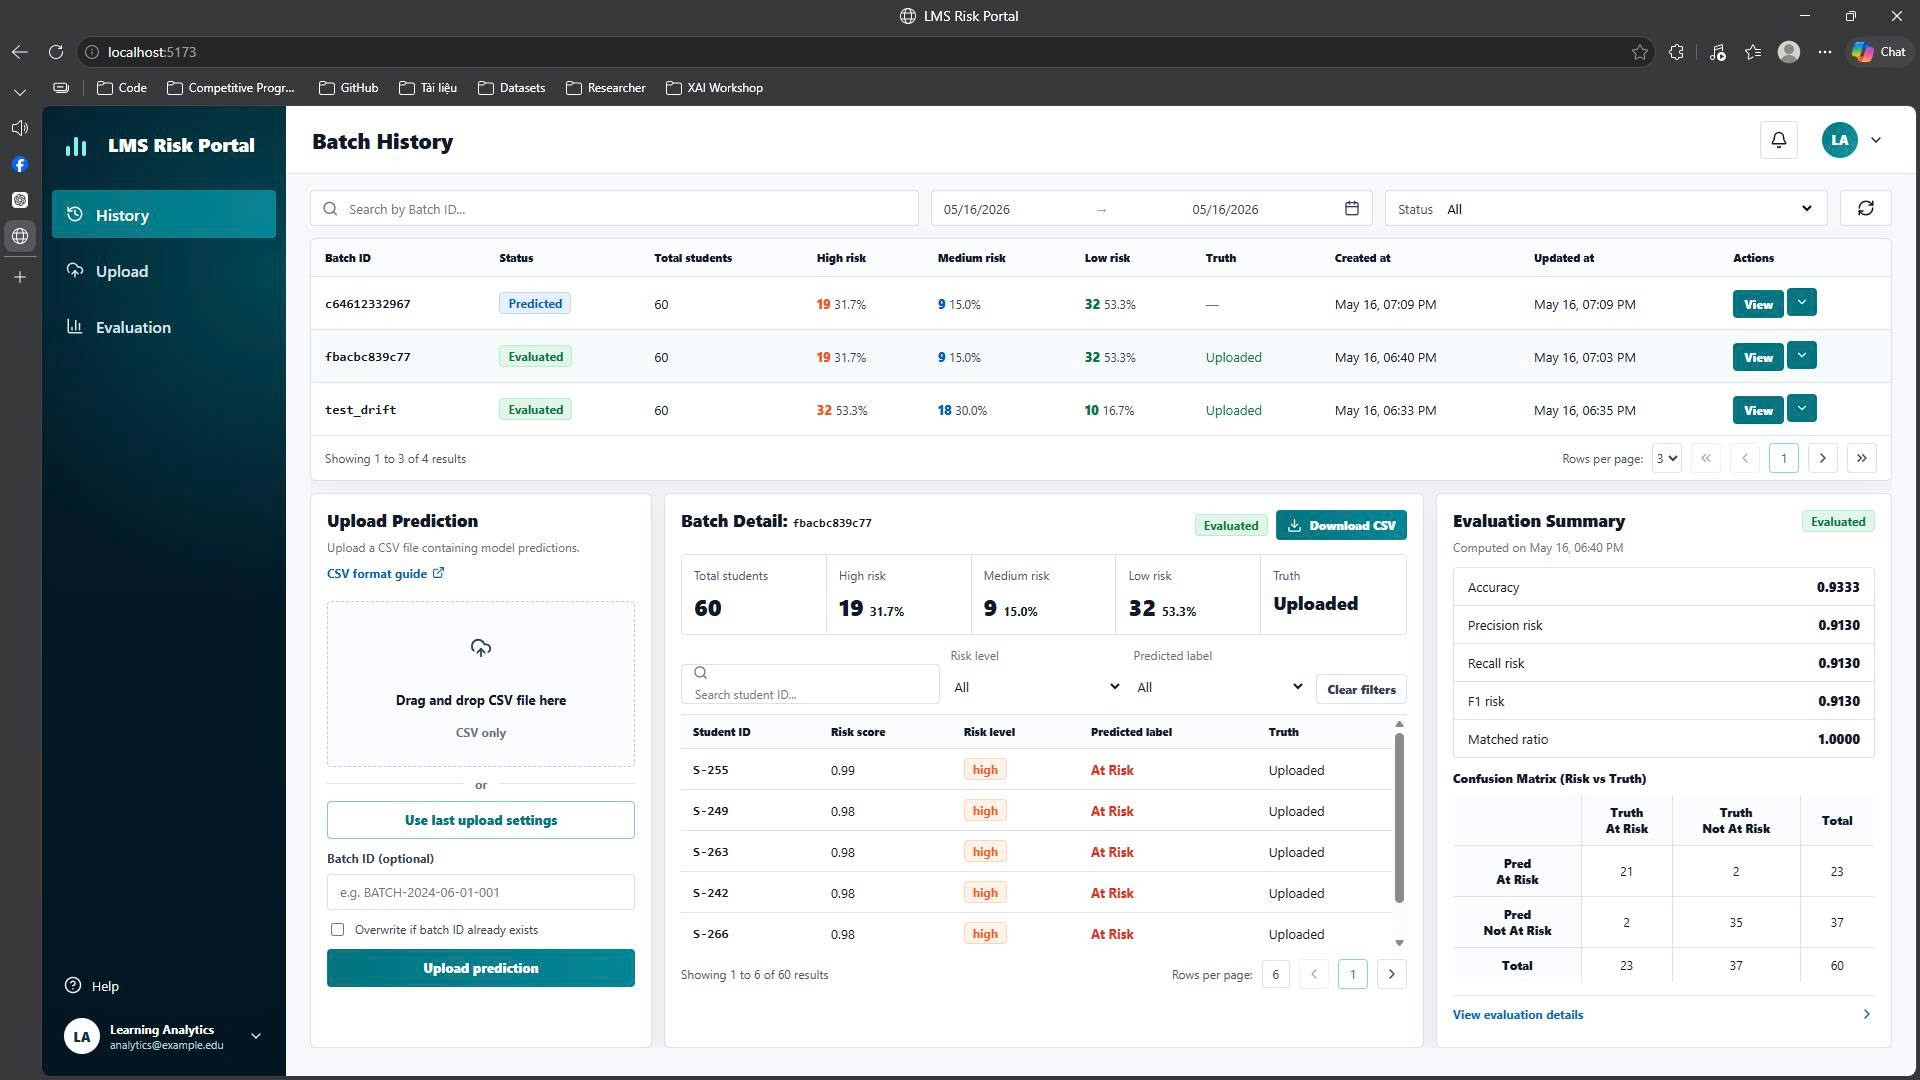 LMS Risk Portal
localhost:5173
Chat
Code
Competitive Progr...
GitHub
Tài liệu
Datasets
Researcher
XAI Workshop
LMS Risk Portal
History
Upload
Evaluation
Help
LA
Learning Analytics
analytics@example.edu
Batch History
LA
Search by Batch ID...
05/16/2026 → 05/16/2026
Status All
Batch ID Status Total students High risk Medium risk Low risk Truth Created at Updated at Actions
c64612332967 Predicted 60 19 31.7% 9 15.0% 32 53.3% — May 16, 07:09 PM May 16, 07:09 PM View
fbacbc839c77 Evaluated 60 19 31.7% 9 15.0% 32 53.3% Uploaded May 16, 06:40 PM May 16, 07:03 PM View
test_drift Evaluated 60 32 53.3% 18 30.0% 10 16.7% Uploaded May 16, 06:33 PM May 16, 06:35 PM View
Showing 1 to 3 of 4 results
Rows per page: 3 « ‹ 1 › »
Upload Prediction
Upload a CSV file containing model predictions.
CSV format guide
Drag and drop CSV file here
CSV only
or
Use last upload settings
Batch ID (optional)
e.g. BATCH-2024-06-01-001
Overwrite if batch ID already exists
Upload prediction
Batch Detail: fbacbc839c77
Evaluated
Download CSV
Total students High risk Medium risk Low risk Truth
60 19 31.7% 9 15.0% 32 53.3% Uploaded
Risk level Predicted label
Search student ID... All All Clear filters
Student ID Risk score Risk level Predicted label Truth
S-255 0.99 high At Risk Uploaded
S-249 0.98 high At Risk Uploaded
S-263 0.98 high At Risk Uploaded
S-242 0.98 high At Risk Uploaded
S-266 0.98 high At Risk Uploaded
Showing 1 to 6 of 60 results
Rows per page: 6 ‹ 1 ›
Evaluation Summary
Evaluated
Computed on May 16, 06:40 PM
Accuracy 0.9333
Precision risk 0.9130
Recall risk 0.9130
F1 risk 0.9130
Matched ratio 1.0000
Confusion Matrix (Risk vs Truth)
Truth Truth Total
At Risk Not At Risk
Pred At Risk 21 2 23
Pred Not At Risk 2 35 37
Total 23 37 60
View evaluation details